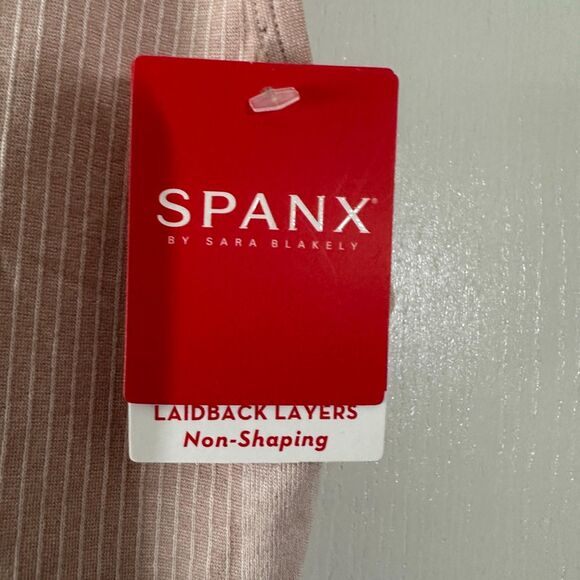 SPANX®
BY SARA BLAKELY
LAIDBACK LAYERS
Non-Shaping